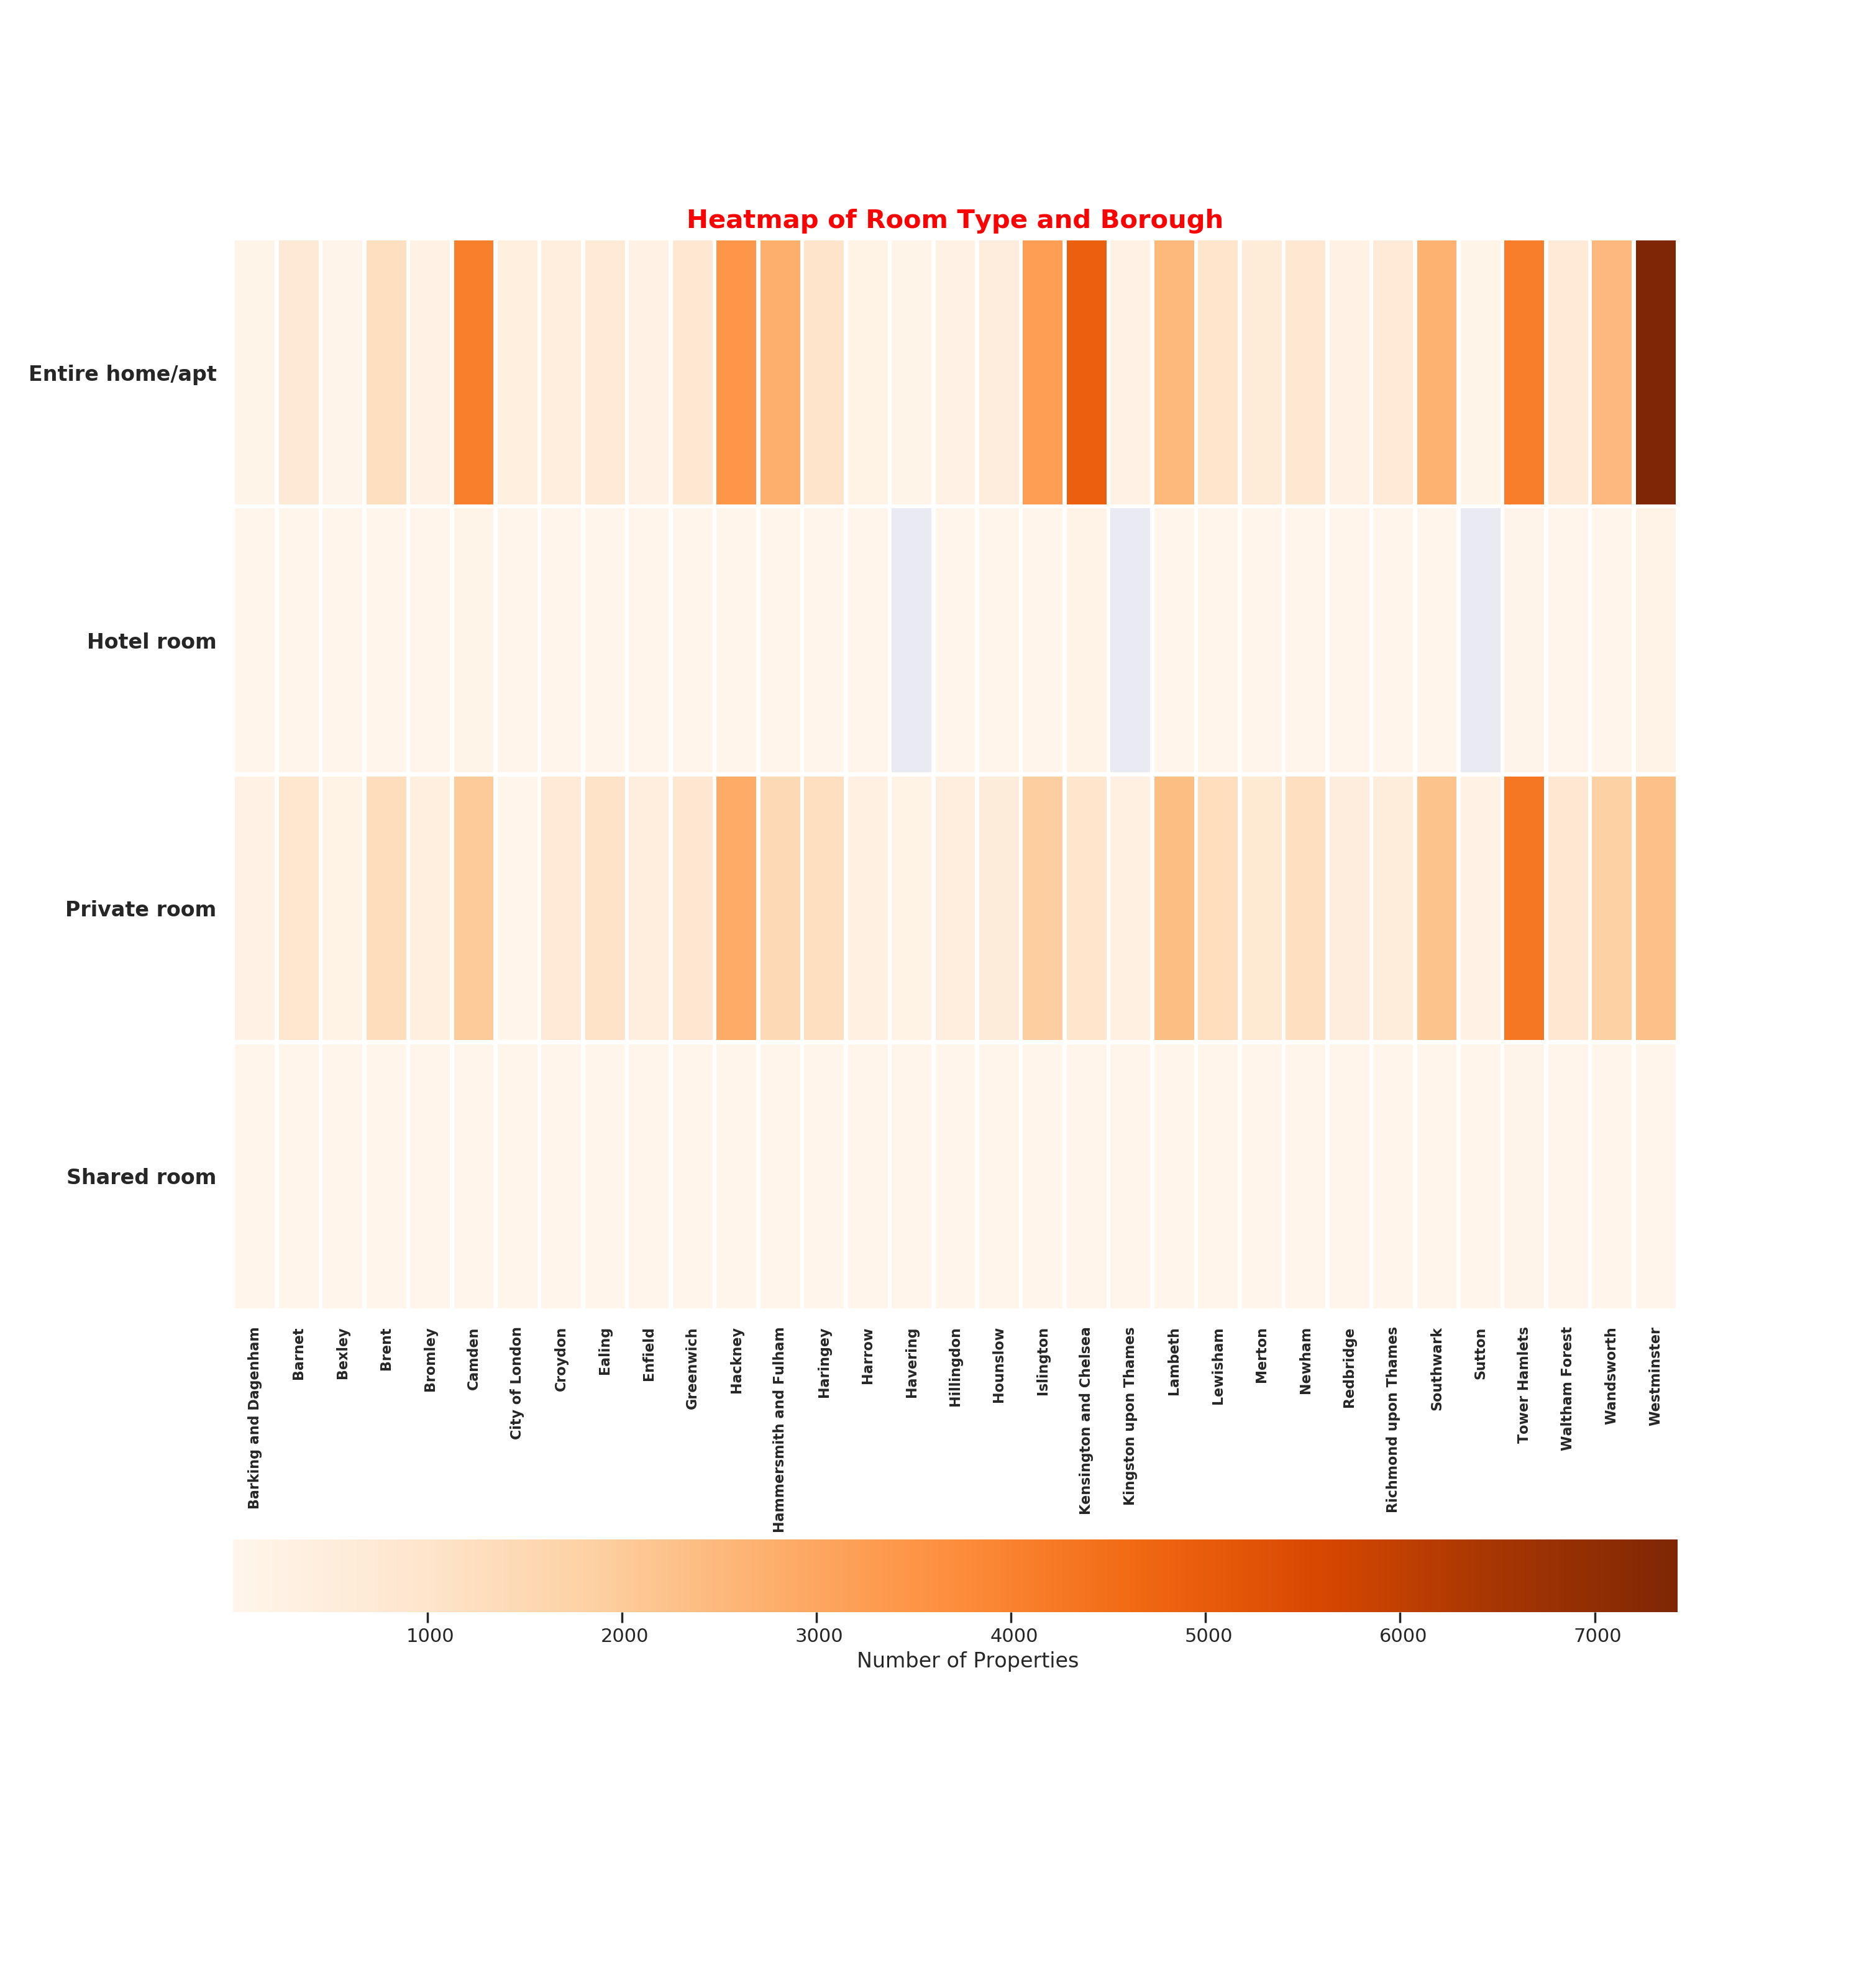 Heatmap of Room Type and Borough
Entire home/apt
Hotel room
Private room
Shared room
Barking and Dagenham
Barnet
Bexley
Brent
Bromley
Camden
City of London
Croydon
Ealing
Enfield
Greenwich
Hackney
Hammersmith and Fulham
Haringey
Harrow
Havering
Hillingdon
Hounslow
Islington
Kensington and Chelsea
Kingston upon Thames
Lambeth
Lewisham
Merton
Newham
Redbridge
Richmond upon Thames
Southwark
Sutton
Tower Hamlets
Waltham Forest
Wandsworth
Westminster
1000 2000 3000 4000 5000 6000 7000
Number of Properties